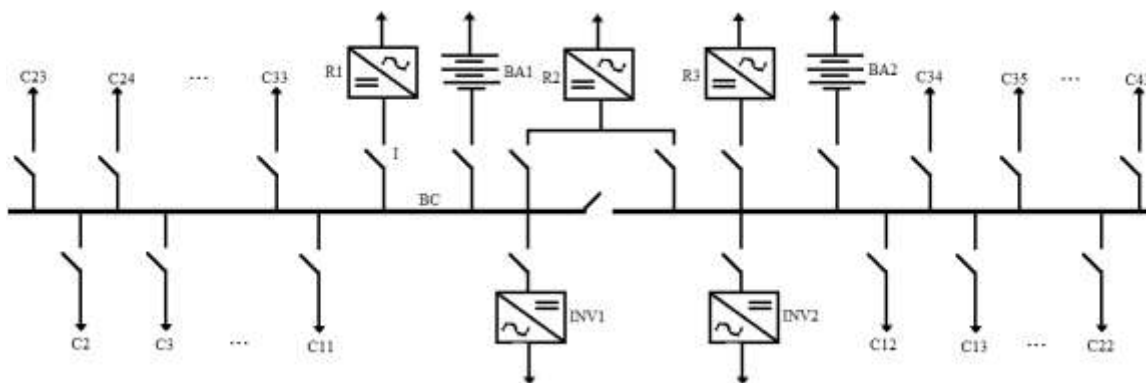 C23
C24
...
C33
R1
BA1
R2
R3
BA2
C34
C35
...
I
BC
C2
C3
...
C11
INV1
INV2
C12
C13
...
C22